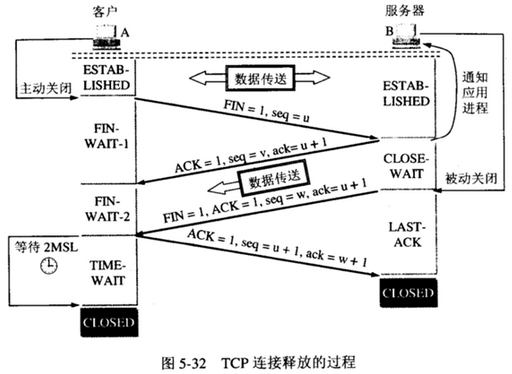 客户
服务器
A
B
主动关闭
ESTAB-
LISHED
数据传送
ESTAB-
LISHED
通知
应用
进程
FIN = 1, seq = u
FIN-
WAIT-1
ACK = 1, seq = v, ack= u + 1
CLOSE-
WAIT
数据传送
被动关闭
FIN = 1, ACK = 1, seq = w, ack= u + 1
FIN-
WAIT-2
ACK = 1, seq = u + 1, ack = w + 1
LAST-
ACK
等待 2MSL
TIME-
WAIT
CLOSED
CLOSED
图 5-32 TCP 连接释放的过程